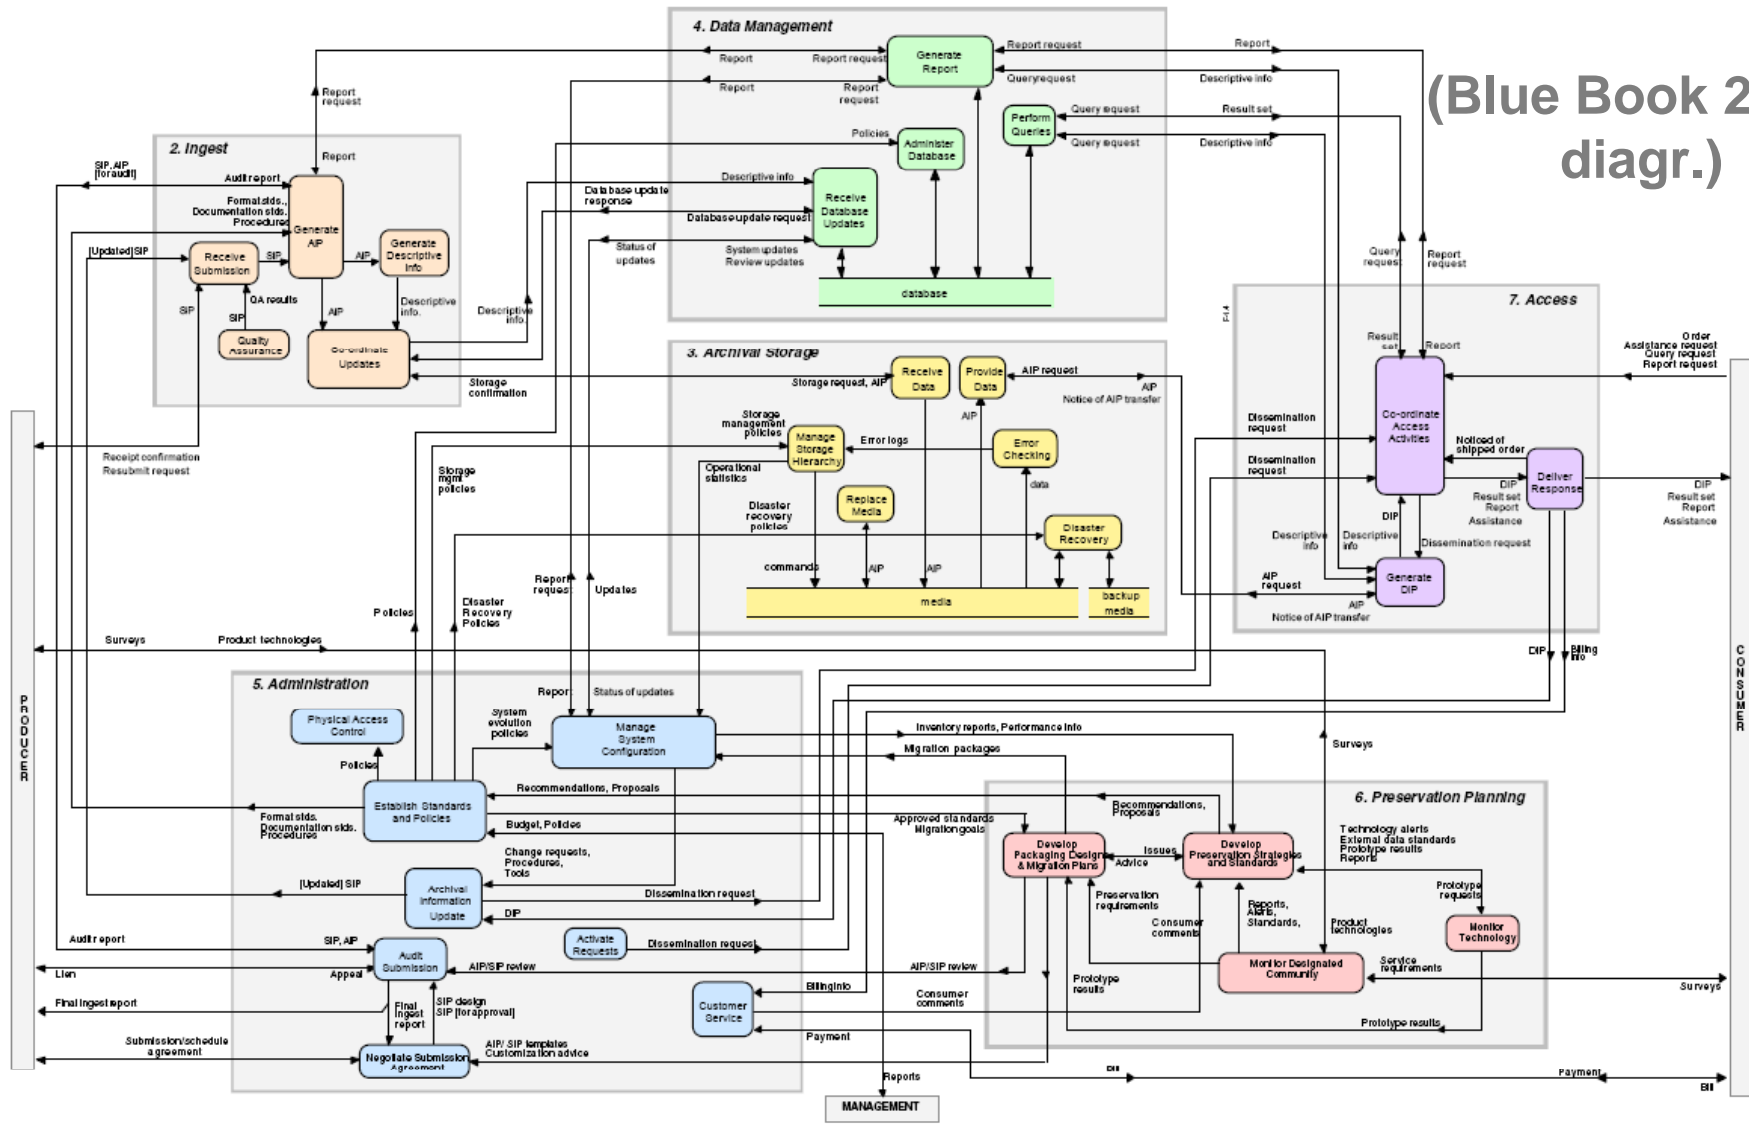 4. Data Management
Generate
Report
Report request
Report
Report
Report request
Queryrequest
Descriptive info
Report
Report
request
(Blue Book 2
diagr.)
Report
request
Perform
Queries
Query request
Result set
Query request
Descriptive info
Policies
Administer
Database
2. Ingest
Report
SIP, AIP
[for audit]
Audit report
Format stds.,
Documentation stds.
Procedures
Generate
AIP
Descriptive info
Database update
response
Database update request
Receive
Database
Updates
Status of
updates
System updates
Review updates
database
[Updated] SIP
Receive
Submission
SIP
AIP
Generate
Descriptive
Info
SIP
QA results
SIP
AIP
Descriptive
info.
Quality
Assurance
Co-ordinate
Updates
Descriptive
info.
Storage
confirmation
Query
request
Report
request
7. Access
Result
set
Report
Order
Assistance request
Query request
Report request
3. Archival Storage
Storage request, AIP
Receive
Data
Provide
Data
AIP request
AIP
Notice of AIP transfer
AIP
Storage
management
policies
Manage
Storage
Hierarchy
Error logs
Error
Checking
Operational
statistics
data
Replace
Media
Disaster
recovery
policies
Disaster
Recovery
commands
AIP
AIP
media
backup
media
Dissemination
request
Co-ordinate
Access
Activities
Noticed of
shipped order
Dissemination
request
Deliver
Response
DIP
Result set
Report
Assistance
DIP
Result set
Report
Assistance
DIP
Descriptive
info
Descriptive
info
Dissemination request
AIP
request
Generate
DIP
AIP
Notice of AIP transfer
Receipt confirmation
Resubmit request
Storage
mgmt
policies
Policies
Disaster
Recovery
Policies
Report
request
Updates
Surveys
Product technologies
DIP
Billing
info
PRODUCER
CONSUMER
5. Administration
Report
Status of updates
Physical Access
Control
System
evolution
policies
Manage
System
Configuration
Inventory reports, Performance info
Migration packages
Surveys
Policies
Establish Standards
and Policies
Recommendations, Proposals
Format stds.
Documentation stds.
Procedures
Budget, Policies
Approved standards
Migration goals
Change requests,
Procedures,
Tools
6. Preservation Planning
Recommendations,
Proposals
Technology alerts
External data standards
Prototype results
Reports
Develop
Packaging Designs
& Migration Plans
Issues
Advice
Develop
Preservation Strategies
and Standards
Prototype
requests
Preservation
requirements
Consumer
comments
Reports,
Alerts,
Standards,
Product
technologies
Monitor
Technology
Monitor Designated
Community
Service
requirements
Surveys
Prototype
results
Prototype results
[Updated] SIP
Archival
Information
Update
Dissemination request
DIP
Audit report
SIP, AIP
Activate
Requests
Dissemination request
Audit
Submission
AIP/SIP review
AIP/SIP review
Lien
Appeal
Final ingest report
Final
Ingest
report
SIP design
SIP [for approval]
Billing info
Consumer
comments
Customer
Service
Payment
Submission/schedule
agreement
Negotiate Submission
Agreement
AIP/ SIP templates
Customization advice
Reports
Bill
Payment
Bill
MANAGEMENT